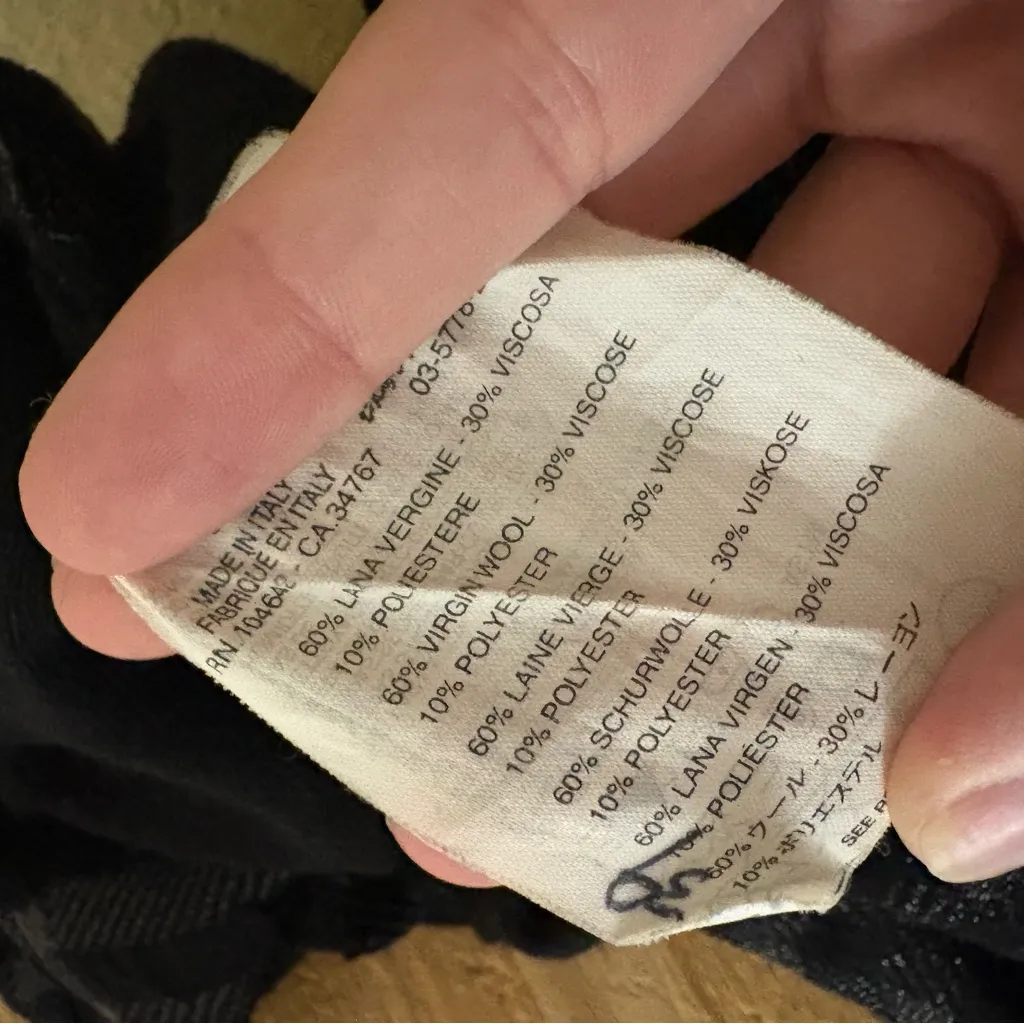 03-5778
MADE IN ITALY
FABRIQUE EN ITALY
RN.104642 - CA.34767
60% LANA VERGINE - 30% VISCOSA
10% POLIESTERE
60% VIRGIN WOOL - 30% VISCOSE
10% POLYESTER
60% LAINE VIERGE - 30% VISCOSE
10% POLYESTER
60% SCHURWOLLE - 30% VISKOSE
10% POLYESTER
60% LANA VIRGEN - 30% VISCOSA
10% POLIESTER
60% ウール - 30% レーヨン
10% ポリエステル
SEE